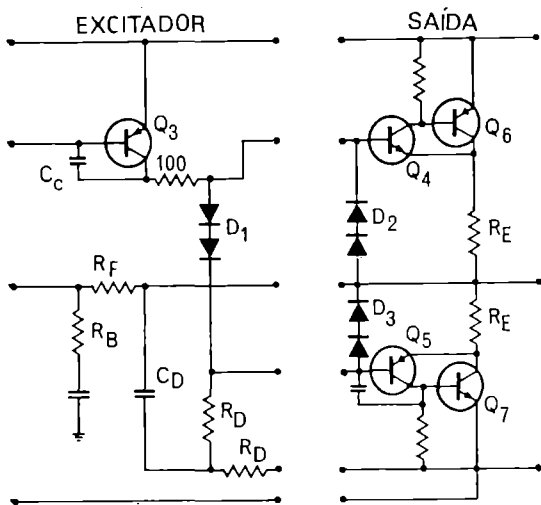 EXCITADOR
SAÍDA
Q3
100
CC
D1
RF
RB
CD
RD
RD
Q6
Q4
D2
RE
D3
RE
Q5
Q7